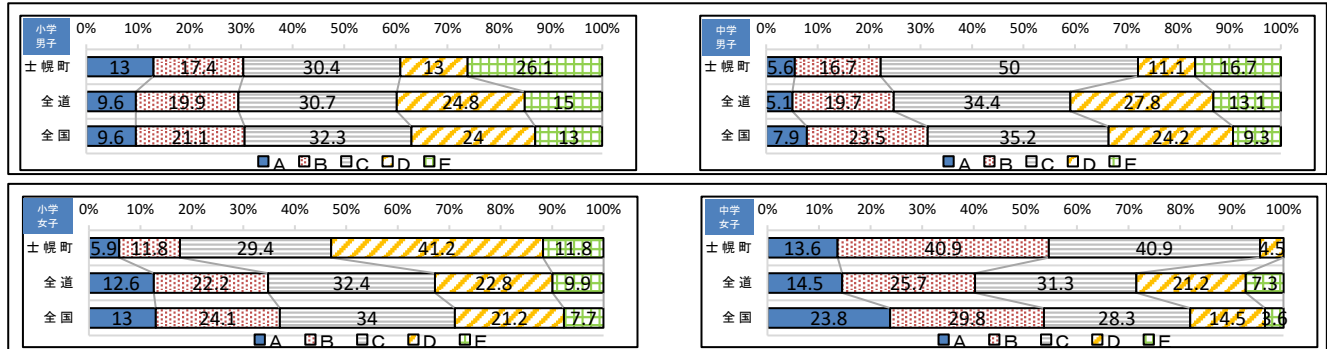 小学
男子
0% 10% 20% 30% 40% 50% 60% 70% 80% 90% 100%
士幌町 13 17.4 30.4 13 26.1
全道 9.6 19.9 30.7 24.8 15
全国 9.6 21.1 32.3 24 13
A B C D E
中学
男子
0% 10% 20% 30% 40% 50% 60% 70% 80% 90% 100%
士幌町 5.6 16.7 50 11.1 16.7
全道 5.1 19.7 34.4 27.8 13.1
全国 7.9 23.5 35.2 24.2 9.3
A B C D E
小学
女子
0% 10% 20% 30% 40% 50% 60% 70% 80% 90% 100%
士幌町 5.9 11.8 29.4 41.2 11.8
全道 12.6 22.2 32.4 22.8 9.9
全国 13 24.1 34 21.2 7.7
A B C D E
中学
女子
0% 10% 20% 30% 40% 50% 60% 70% 80% 90% 100%
士幌町 13.6 40.9 40.9 4.5
全道 14.5 25.7 31.3 21.2 7.3
全国 23.8 29.8 28.3 14.5 3.6
A B C D E